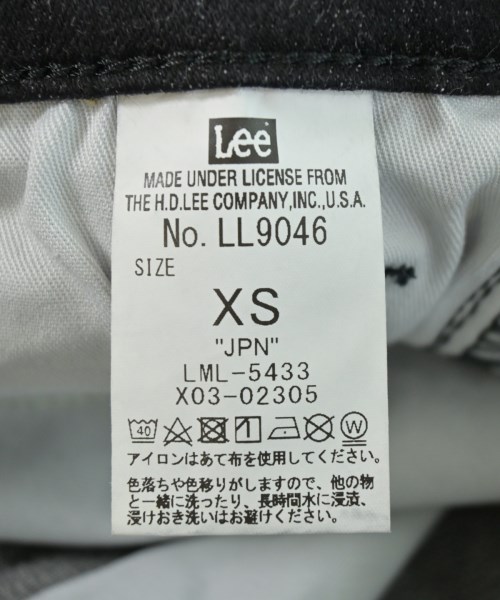 Lee
MADE UNDER LICENSE FROM
THE H.D.LEE COMPANY,INC.,U.S.A.
No. LL9046
SIZE
XS
"JPN"
LML-5433
X03-02305
40 W
アイロンはあて布を使用してください。
色落ちや色移りがしますので、他の物
と一緒に洗ったり、長時間水に浸漬、
浸けおき洗いはお避けください。